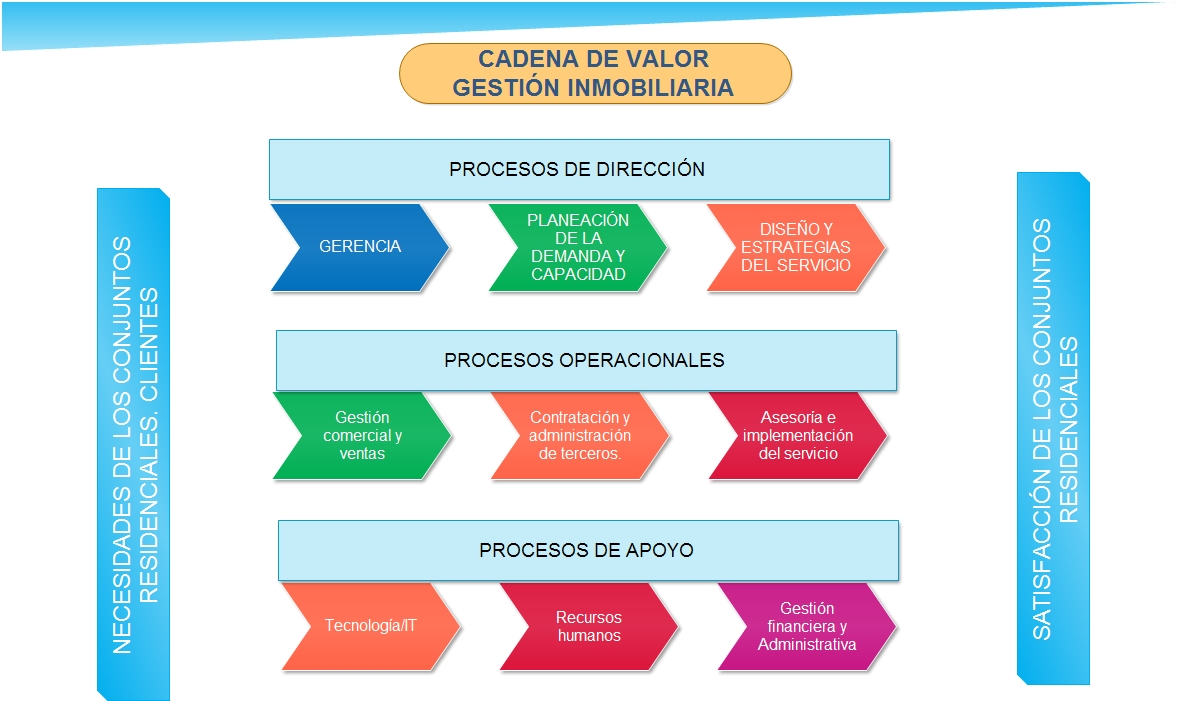 CADENA DE VALOR
GESTIÓN INMOBILIARIA
NECESIDADES DE LOS CONJUNTOS
RESIDENCIALES. CLIENTES
PROCESOS DE DIRECCIÓN
GERENCIA
PLANEACIÓN
DE LA
DEMANDA Y
CAPACIDAD
DISEÑO Y
ESTRATEGIAS
DEL SERVICIO
PROCESOS OPERACIONALES
Gestión
comercial y
ventas
Contratación y
administración
de terceros.
Asesoría e
implementación
del servicio
PROCESOS DE APOYO
Tecnología/IT
Recursos
humanos
Gestión
financiera y
Administrativa
SATISFACCIÓN DE LOS CONJUNTOS
RESIDENCIALES